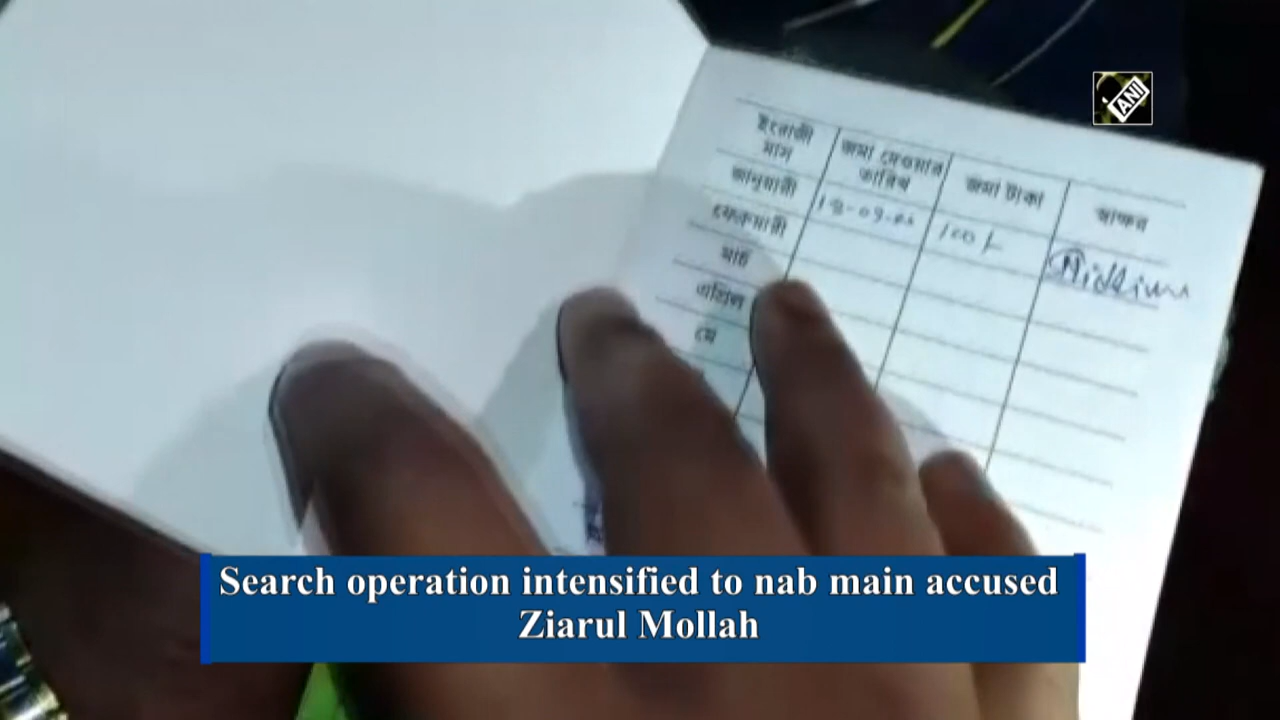 ANI
ইংরাজী মাস
জমা দেওয়ার তারিখ
জমা টাকা
স্বাক্ষর
জানুয়ারী
ফেব্রুয়ারী
100/-
মার্চ
এপ্রিল
মে
Search operation intensified to nab main accused
Ziarul Mollah